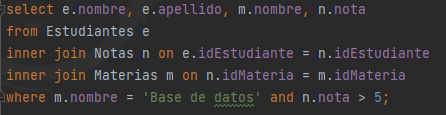 select e.nombre, e.apellido, m.nombre, n.nota
from Estudiantes e
inner join Notas n on e.idEstudiante = n.idEstudiante
inner join Materias m on n.idMateria = m.idMateria
where m.nombre = 'Base de datos' and n.nota > 5;